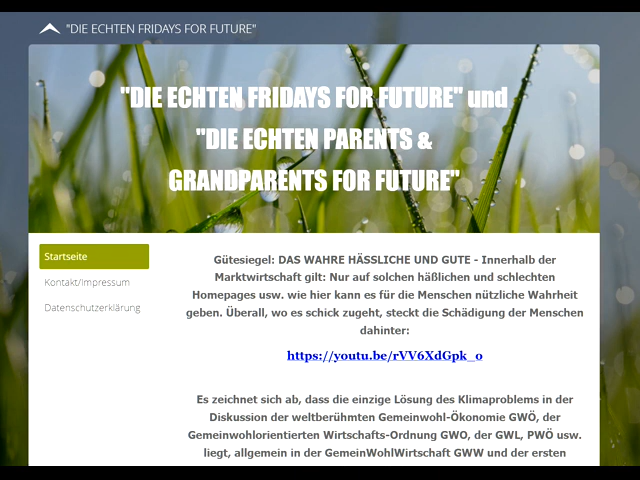 "DIE ECHTEN FRIDAYS FOR FUTURE"
"DIE ECHTEN FRIDAYS FOR FUTURE" und
"DIE ECHTEN PARENTS &
GRANDPARENTS FOR FUTURE"
Startseite
Kontakt/Impressum
Datenschutzerklärung
Gütesiegel: DAS WAHRE HÄSSLICHE UND GUTE - Innerhalb der
Marktwirtschaft gilt: Nur auf solchen häßlichen und schlechten
Homepages usw. wie hier kann es für die Menschen nützliche Wahrheit
geben. Überall, wo es schick zugeht, steckt die Schädigung der Menschen
dahinter:
https://youtu.be/rVV6XdGpk_o
Es zeichnet sich ab, dass die einzige Lösung des Klimaproblems in der
Diskussion der weltberühmten Gemeinwohl-Ökonomie GWÖ, der
Gemeinwohlorientierten Wirtschafts-Ordnung GWO, der GWL, PWÖ usw.
liegt, allgemein in der GemeinWohlWirtschaft GWW und der ersten